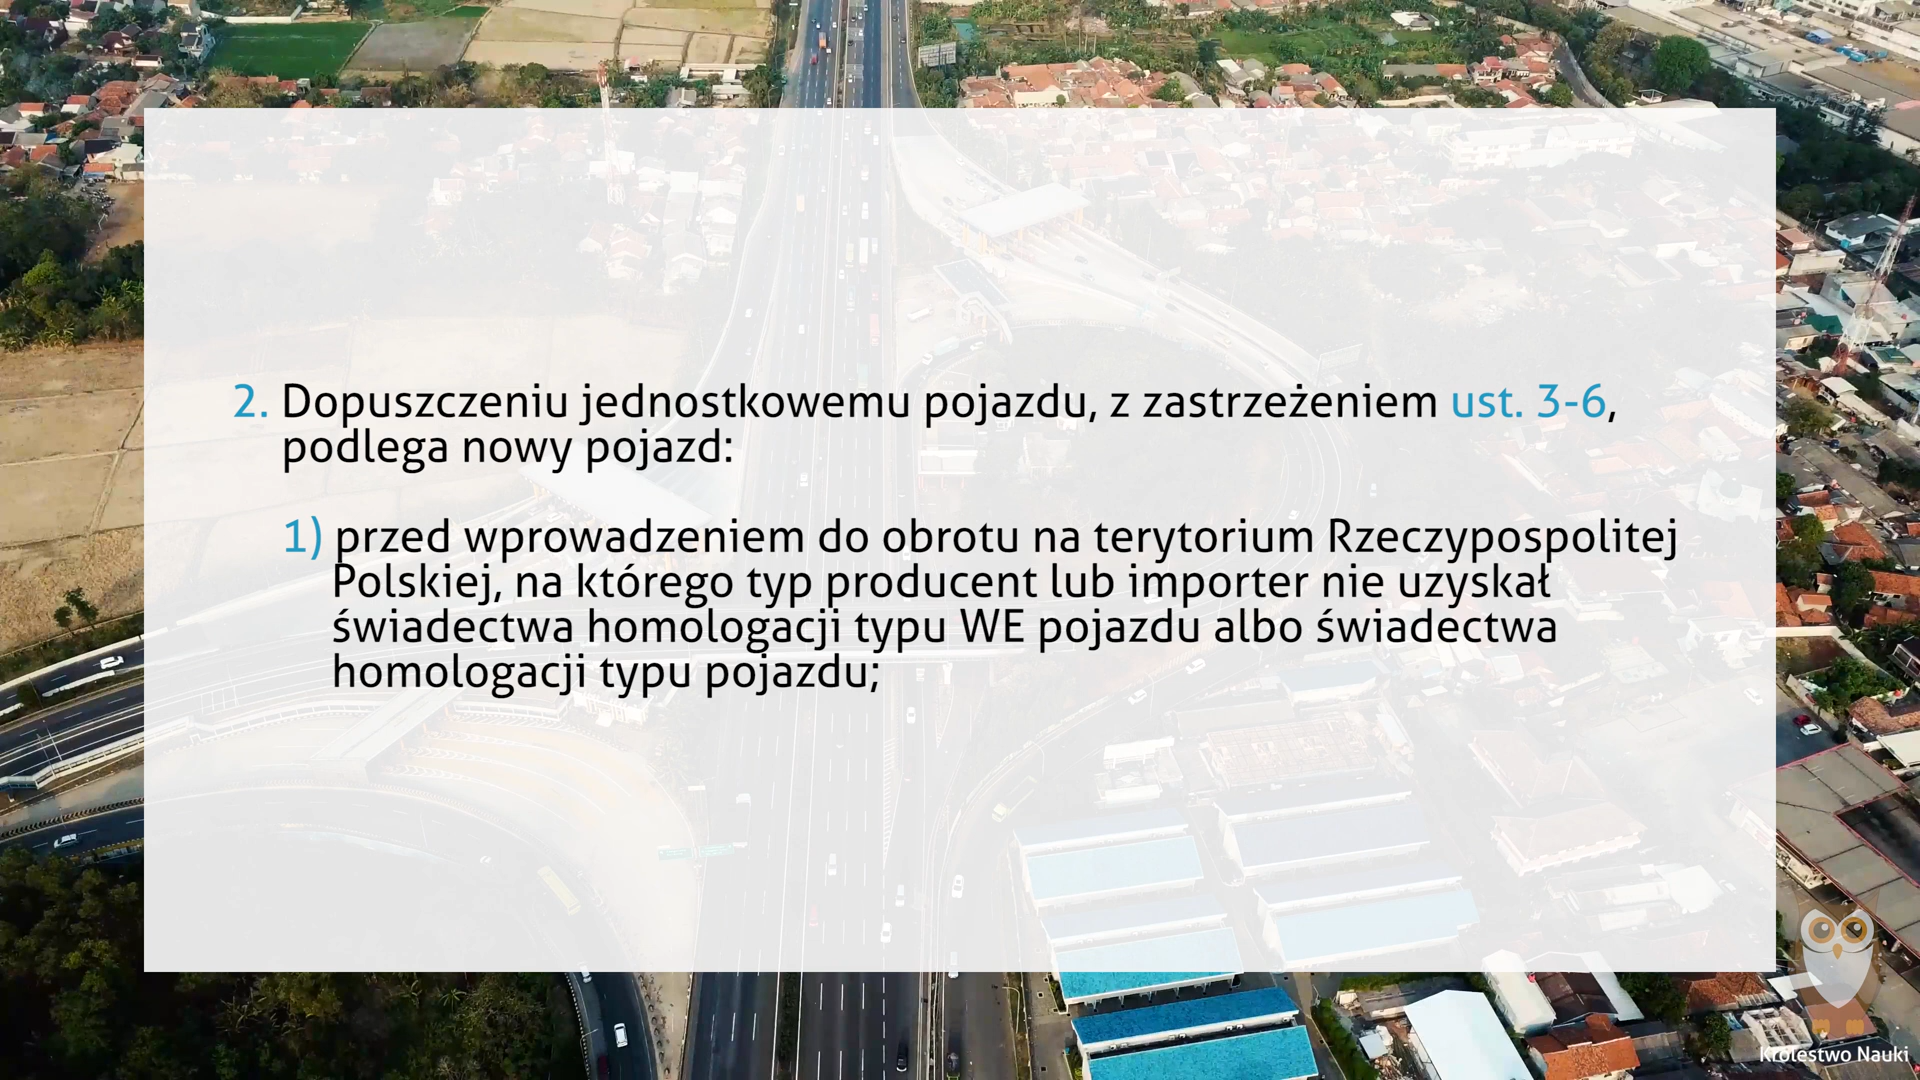 2. Dopuszczeniu jednostkowemu pojazdu, z zastrzeżeniem ust. 3-6,
podlega nowy pojazd:
1) przed wprowadzeniem do obrotu na terytorium Rzeczypospolitej
Polskiej, na którego typ producent lub importer nie uzyskał
świadectwa homologacji typu WE pojazdu albo świadectwa
homologacji typu pojazdu;
Królestwo Nauki